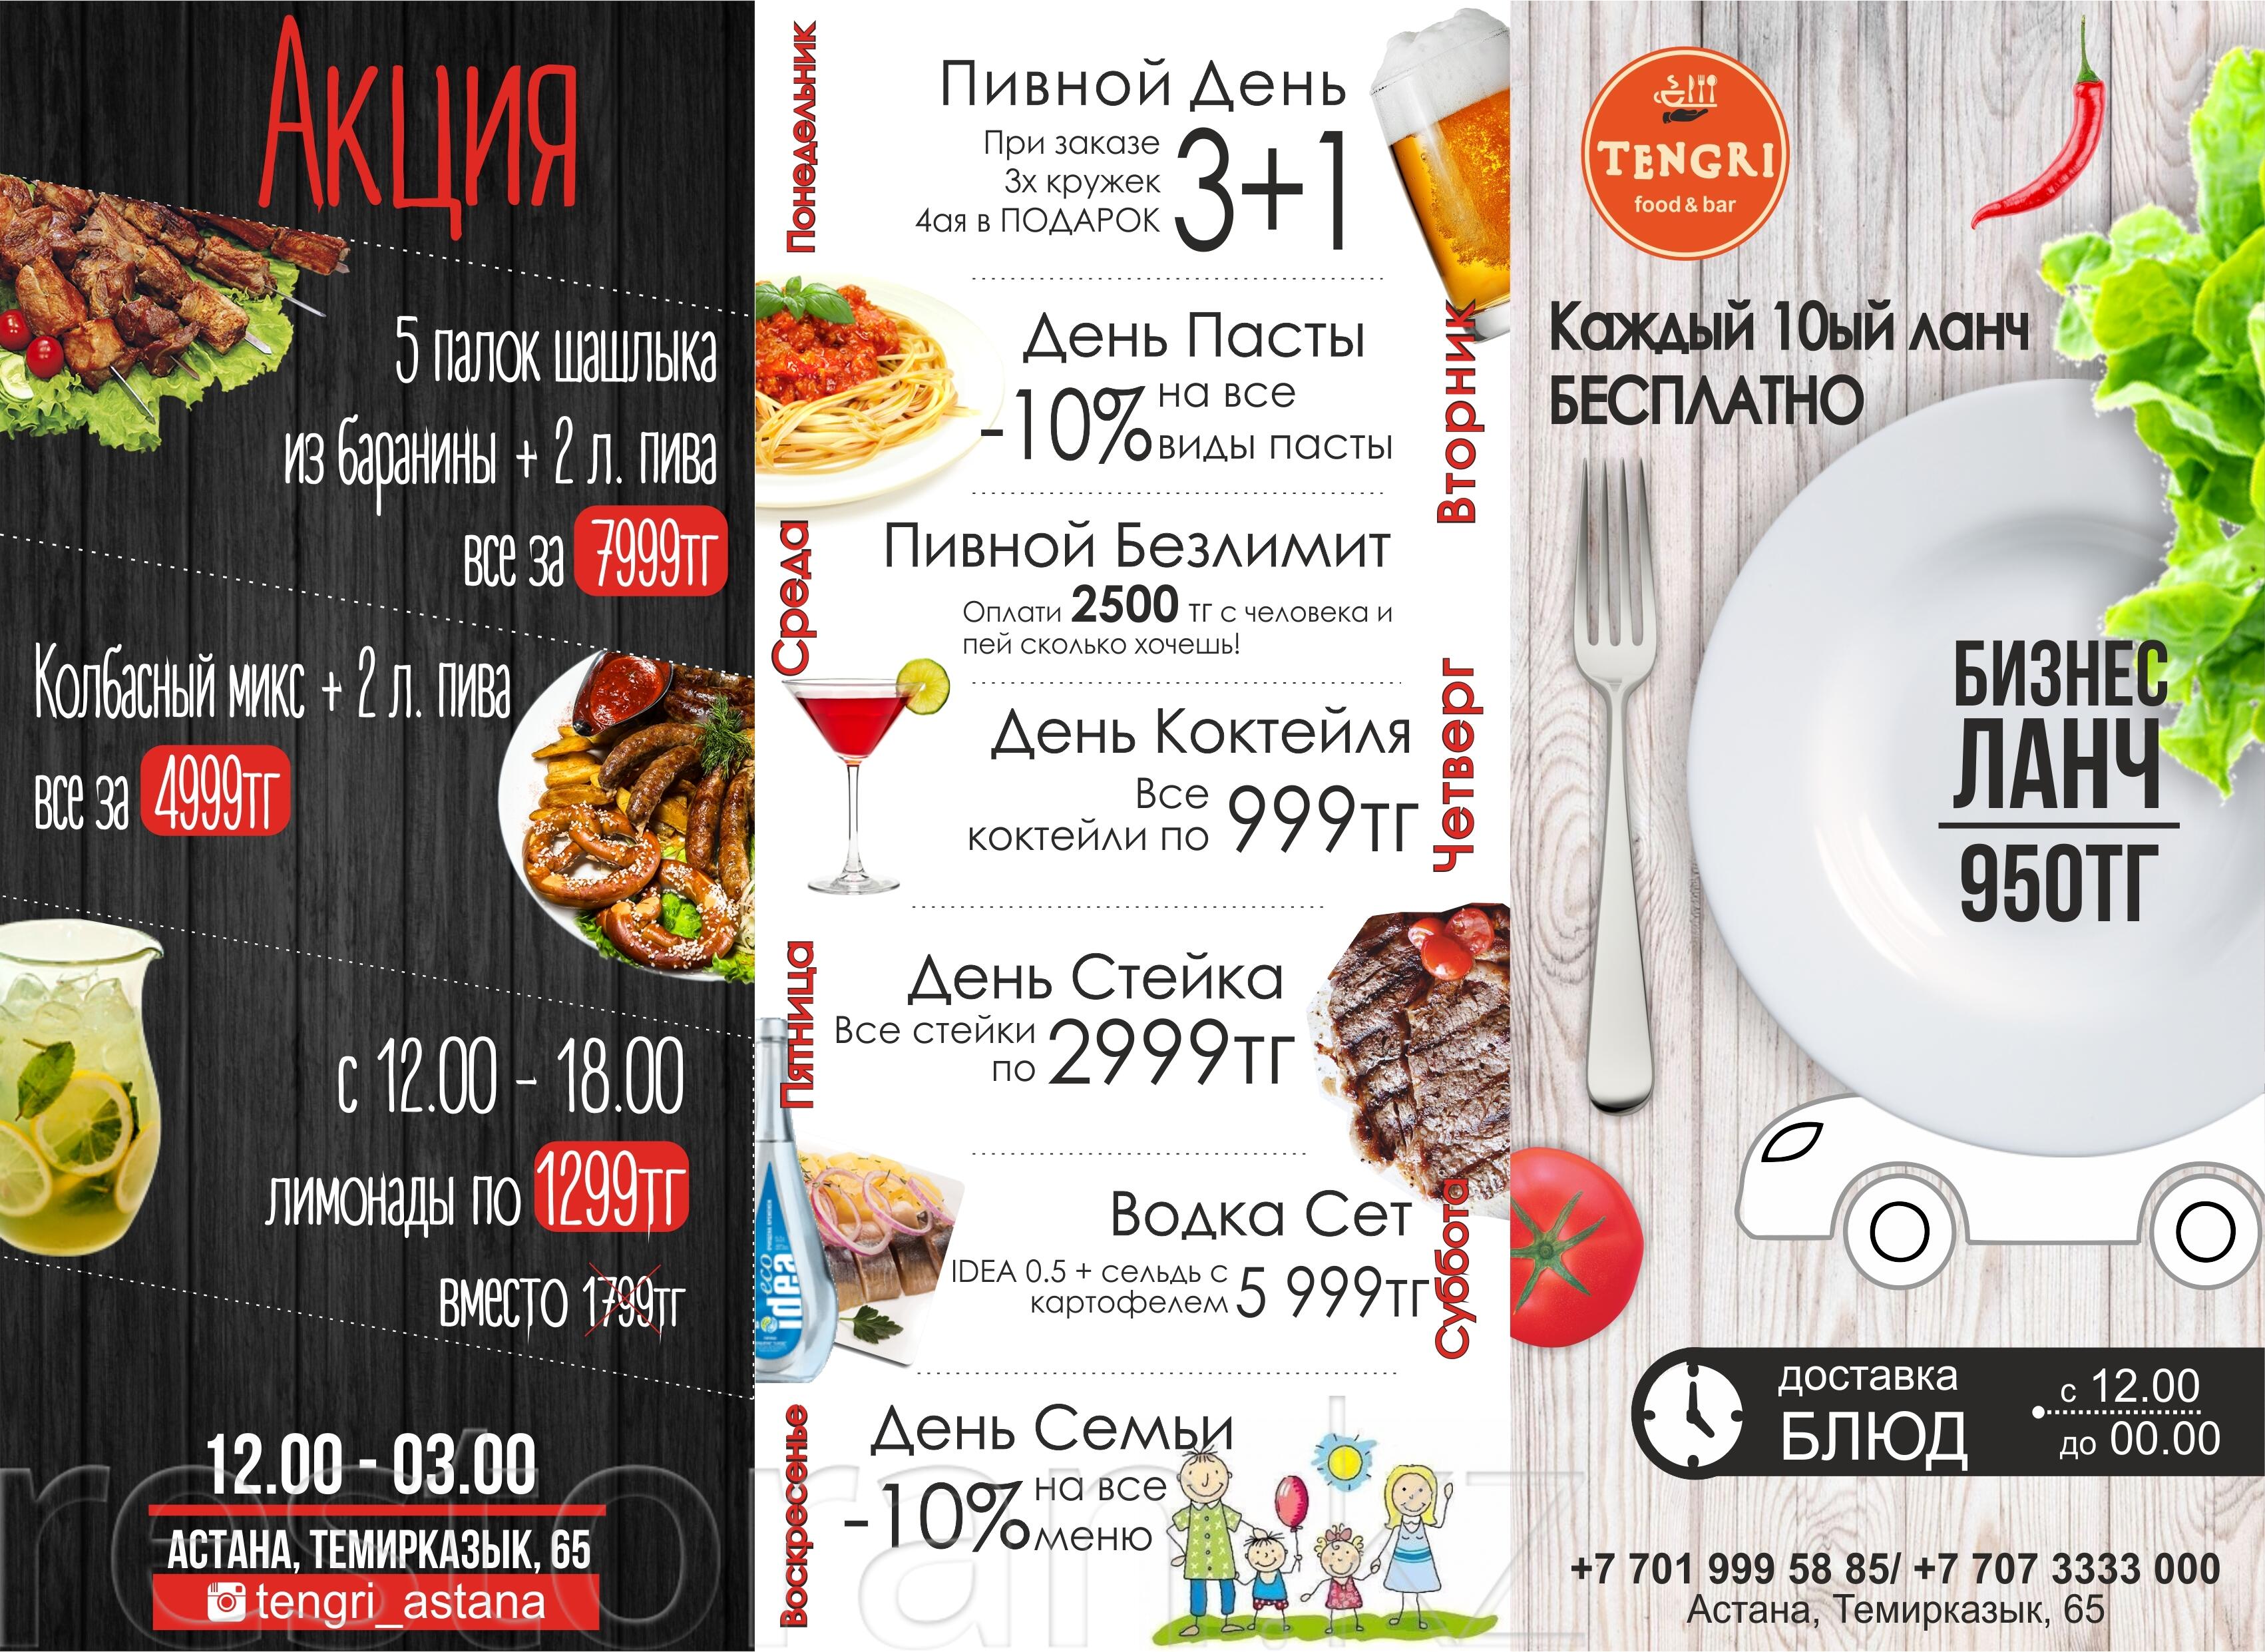 Акция
5 палок шашлыка
из баранины + 2 л. пива
все за 7999тг
Колбасный микс + 2 л. пива
все за 4999тг
с 12.00 - 18.00
лимонады по 1299тг
вместо 1799тг
12.00 - 03.00
АСТАНА, ТЕМИРКАЗЫК, 65
tengri_astana
Понедельник
Пивной День
При заказе
3х кружек
4ая в ПОДАРОК
3+1
Вторник
День Пасты
-10% на все
виды пасты
Среда
Пивной Безлимит
Оплати 2500 тг с человека и
пей сколько хочешь!
Четверг
День Коктейля
Все
коктейли по 999тг
Пятница
День Стейка
Все стейки
по 2999тг
Суббота
Водка Сет
IDEA 0.5 + сельдь с
картофелем 5 999тг
eco
idea
Воскресенье
День Семьи
-10% на все
меню
TENGRI
food & bar
Каждый 10ый ланч
БЕСПЛАТНО
БИЗНЕС
ЛАНЧ
950ТГ
доставка
БЛЮД
с 12.00
до 00.00
+7 701 999 58 85/ +7 707 3333 000
Астана, Темирказык, 65
restoran.kz